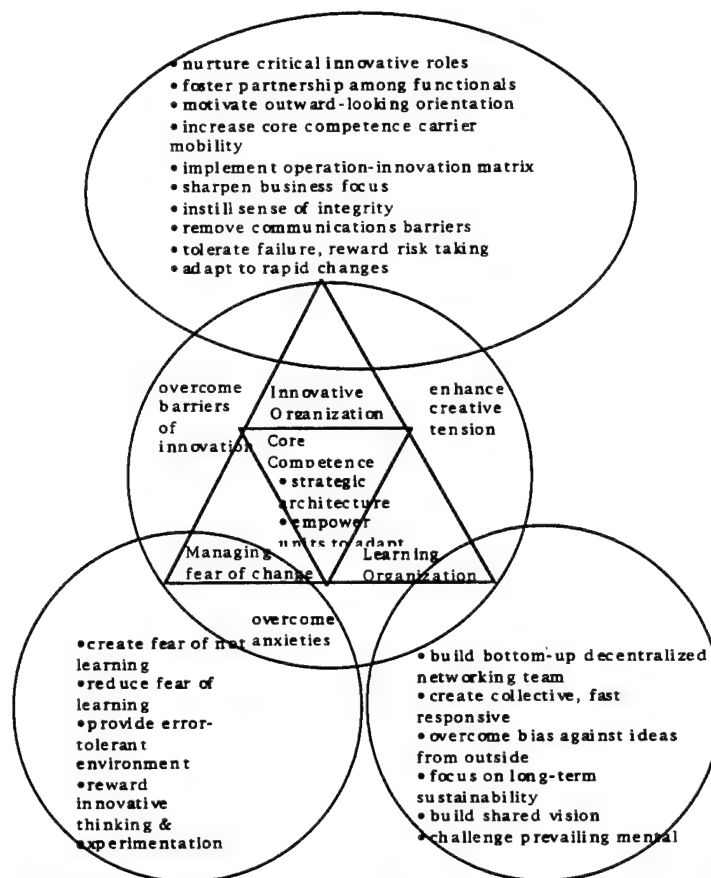 • nurture critical innovative roles
• foster partnership among functionals
• motivate outward-looking orientation
• increase core competence carrier
mobility
• implement operation-innovation matrix
• sharpen business focus
• instill sense of integrity
• remove communications barriers
• tolerate failure, reward risk taking
• adapt to rapid changes
overcome
barriers
of
innovation
Innovative
Organization
enhance
creative
tension
Core
Competence
• strategic
architecture
• empower
units to adapt
Managing
fear of change
Learning
Organization
overcome
anxieties
• create fear of not
learning
• reduce fear of
learning
• provide error-
tolerant
environment
• reward
innovative
thinking &
experimentation
• build bottom-up decentralized
networking team
• create collective, fast
responsive
• overcome bias against ideas
from outside
• focus on long-term
sustainability
• build shared vision
• challenge prevailing mental